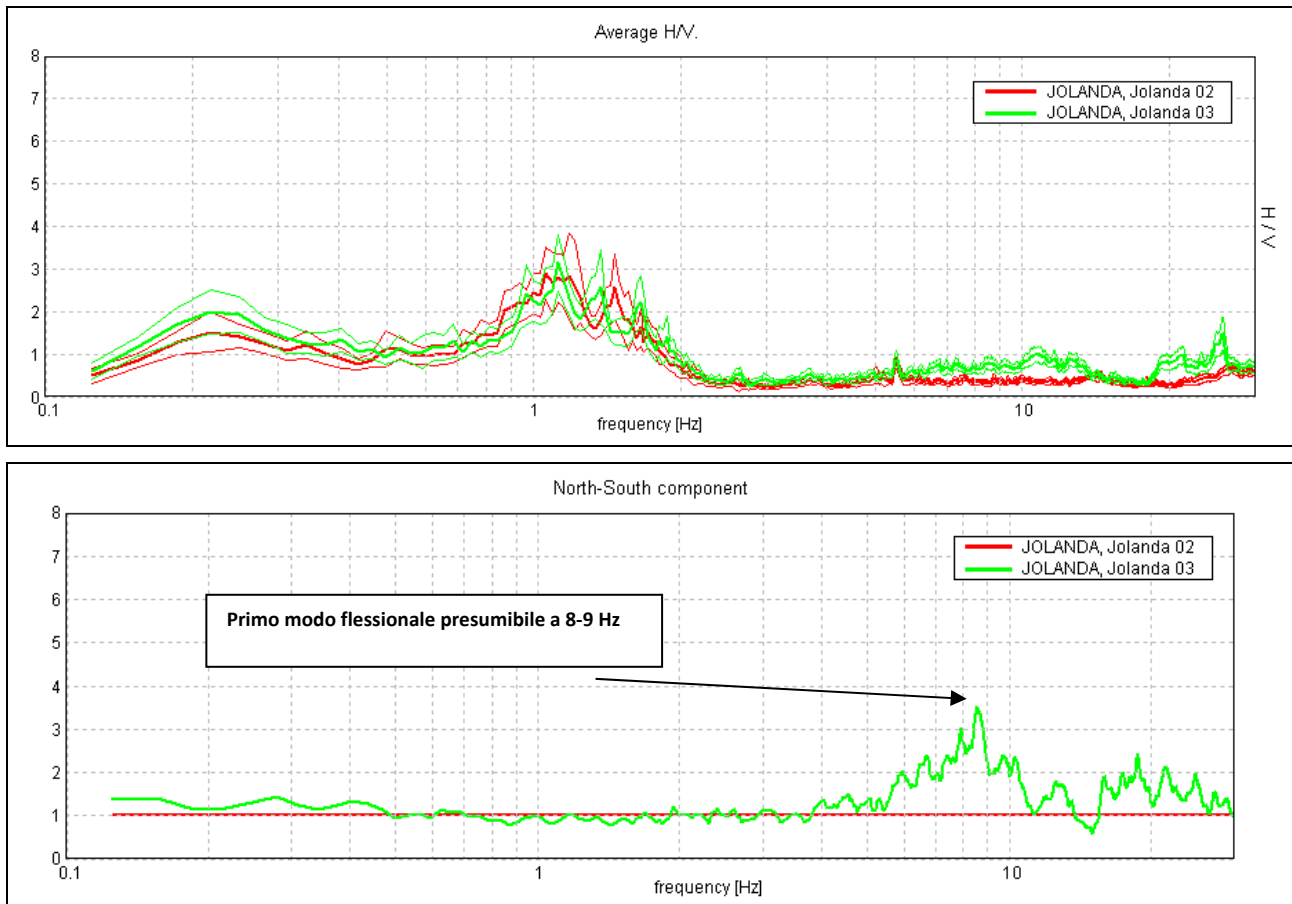 Average H/V.
8
7
6
5
4
3
2
1
0
JOLANDA, Jolanda 02
JOLANDA, Jolanda 03
H / V
0.1 1 10
frequency [Hz]
North-South component
8
7
6
5
4
3
2
1
0
JOLANDA, Jolanda 02
JOLANDA, Jolanda 03
Primo modo flessionale presumibile a 8-9 Hz
0.1 1 10
frequency [Hz]